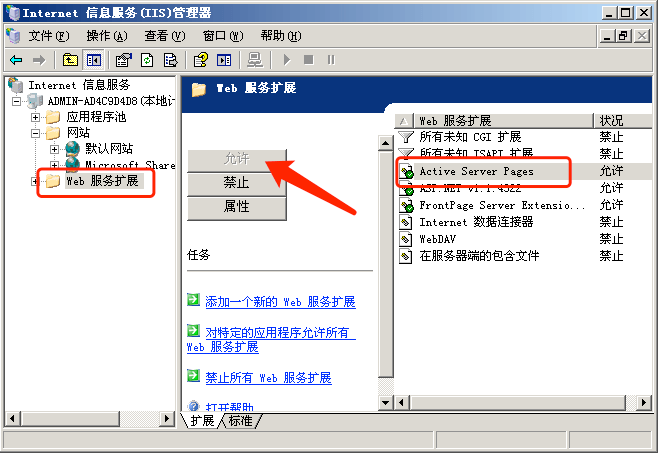 Internet 信息服务(IIS)管理器
文件(F) 操作(A) 查看(V) 窗口(W) 帮助(H)
Internet 信息服务
ADMIN-AD4C9D4D8(本地计
应用程序池
网站
默认网站
Microsoft Share
Web 服务扩展
Web 服务扩展
允许
禁止
属性
任务
添加一个新的 Web 服务扩展
对特定的应用程序允许所有
Web 服务扩展
禁止所有 Web 服务扩展
打开帮助
扩展 标准
Web 服务扩展 状况
所有未知 CGI 扩展 禁止
所有未知 ISAPI 扩展 禁止
Active Server Pages 允许
ASP.NET v1.1.4322 允许
FrontPage Server Extensio... 允许
Internet 数据连接器 禁止
WebDAV 禁止
在服务器端的包含文件 禁止